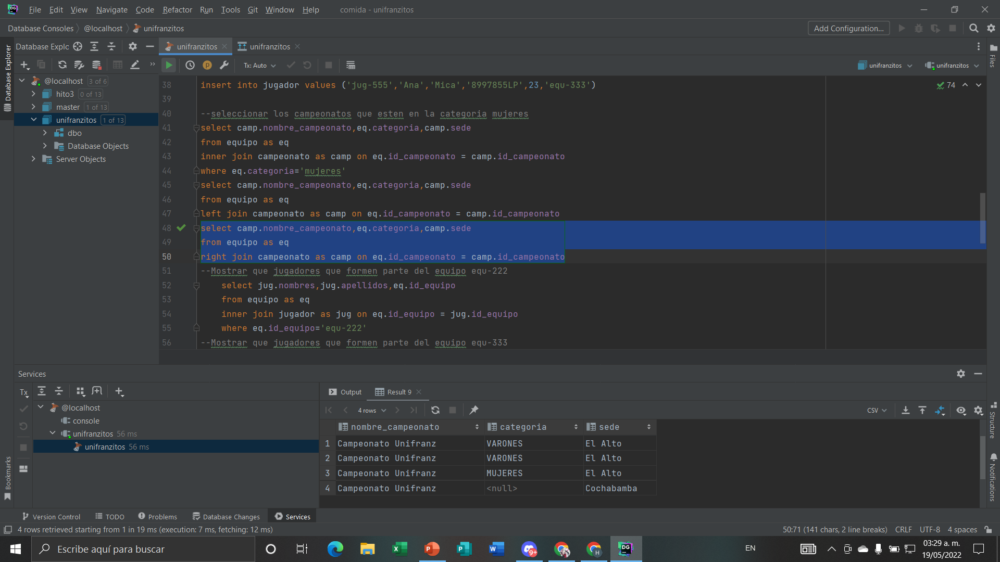 File Edit View Navigate Code Refactor Run Tools Git Window Help comida - unifranzitos
Database Consoles @localhost unifranzitos Add Configuration...
Database Explc unifranzitos unifranzitos
Tx: Auto unifranzitos unifranzitos
Database Explorer
Files
@localhost 3 of 6
hito3 0 of 13
master 1 of 13
unifranzitos 1 of 13
dbo
Database Objects
Server Objects
74
38 insert into jugador values ('jug-555','Ana','Mica','8997855LP',23,'equ-333')
39
40 --seleccionar los campeonatos que esten en la categoria mujeres
41 select camp.nombre_campeonato,eq.categoria,camp.sede
42 from equipo as eq
43 inner join campeonato as camp on eq.id_campeonato = camp.id_campeonato
44 where eq.categoria='mujeres'
45 select camp.nombre_campeonato,eq.categoria,camp.sede
46 from equipo as eq
47 left join campeonato as camp on eq.id_campeonato = camp.id_campeonato
48 select camp.nombre_campeonato,eq.categoria,camp.sede
49 from equipo as eq
50 right join campeonato as camp on eq.id_campeonato = camp.id_campeonato
51 --Mostrar que jugadores que formen parte del equipo equ-222
52 select jug.nombres,jug.apellidos,eq.id_equipo
53 from equipo as eq
54 inner join jugador as jug on eq.id_equipo = jug.id_equipo
55 where eq.id_equipo='equ-222'
56 --Mostrar que jugadores que formen parte del equipo equ-333
Services
Tx
@localhost
console
unifranzitos 56 ms
unifranzitos 56 ms
Output Result 9
4 rows CSV
nombre_campeonato categoria sede
1 Campeonato Unifranz VARONES El Alto
2 Campeonato Unifranz VARONES El Alto
3 Campeonato Unifranz MUJERES El Alto
4 Campeonato Unifranz <null> Cochabamba
Bookmarks
Structure
Notifications
Version Control TODO Problems Database Changes Services
4 rows retrieved starting from 1 in 19 ms (execution: 7 ms, fetching: 12 ms) 50:71 (141 chars, 2 line breaks) CRLF UTF-8 4 spaces
Escribe aquí para buscar
9+
EN
03:29 a. m.
19/05/2022